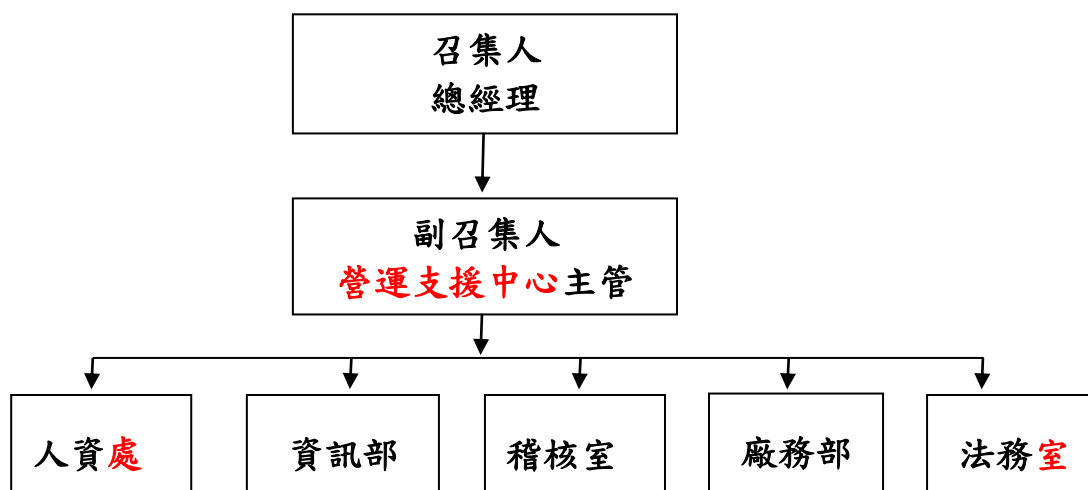 召集人
總經理
副召集人
營運支援中心主管
人資處
資訊部
稽核室
廠務部
法務室